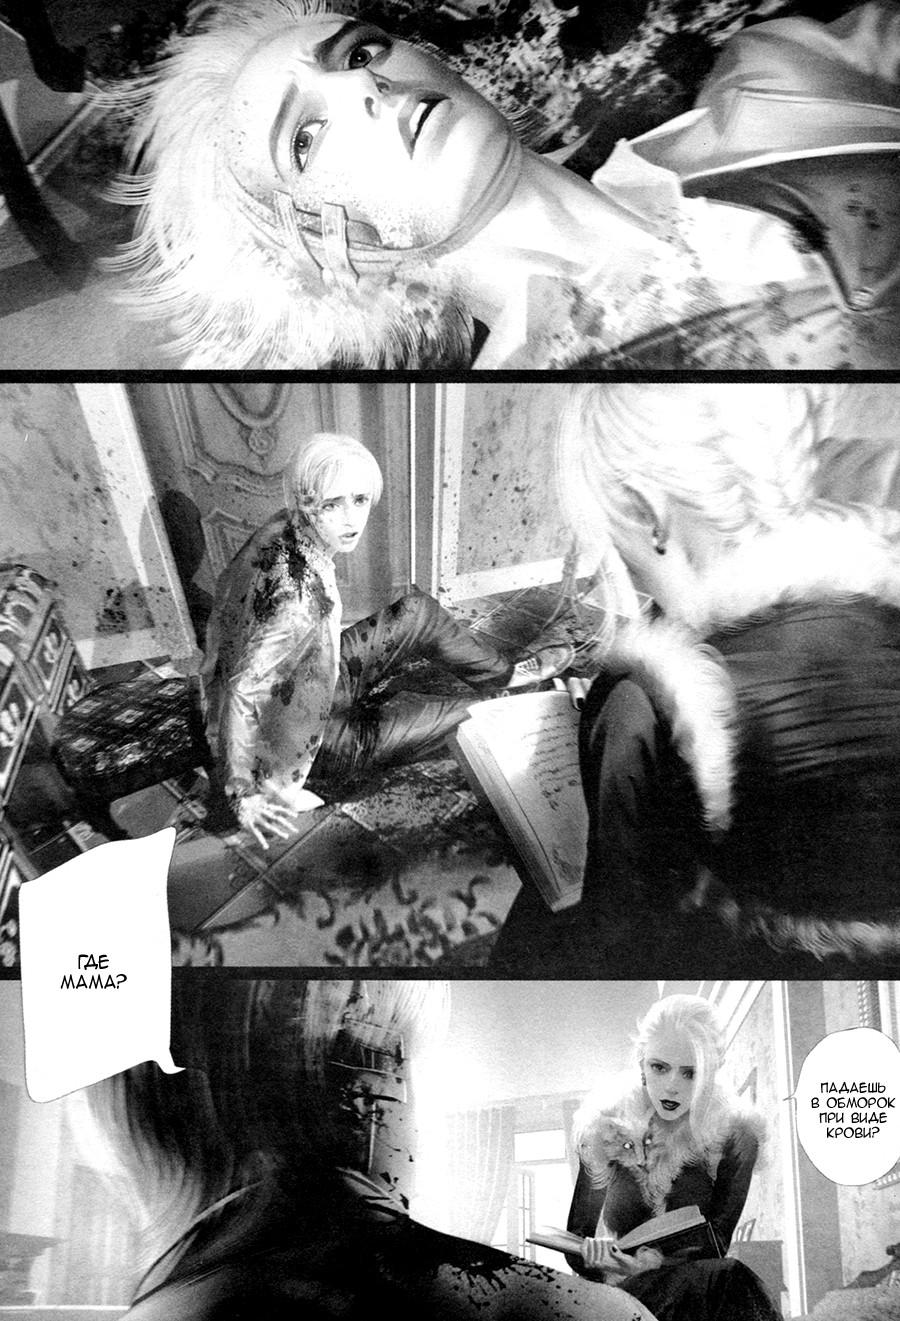 ГДЕ
МАМА?
ПАДАЕШЬ
В ОБМОРОК
ПРИ ВИДЕ
КРОВИ?